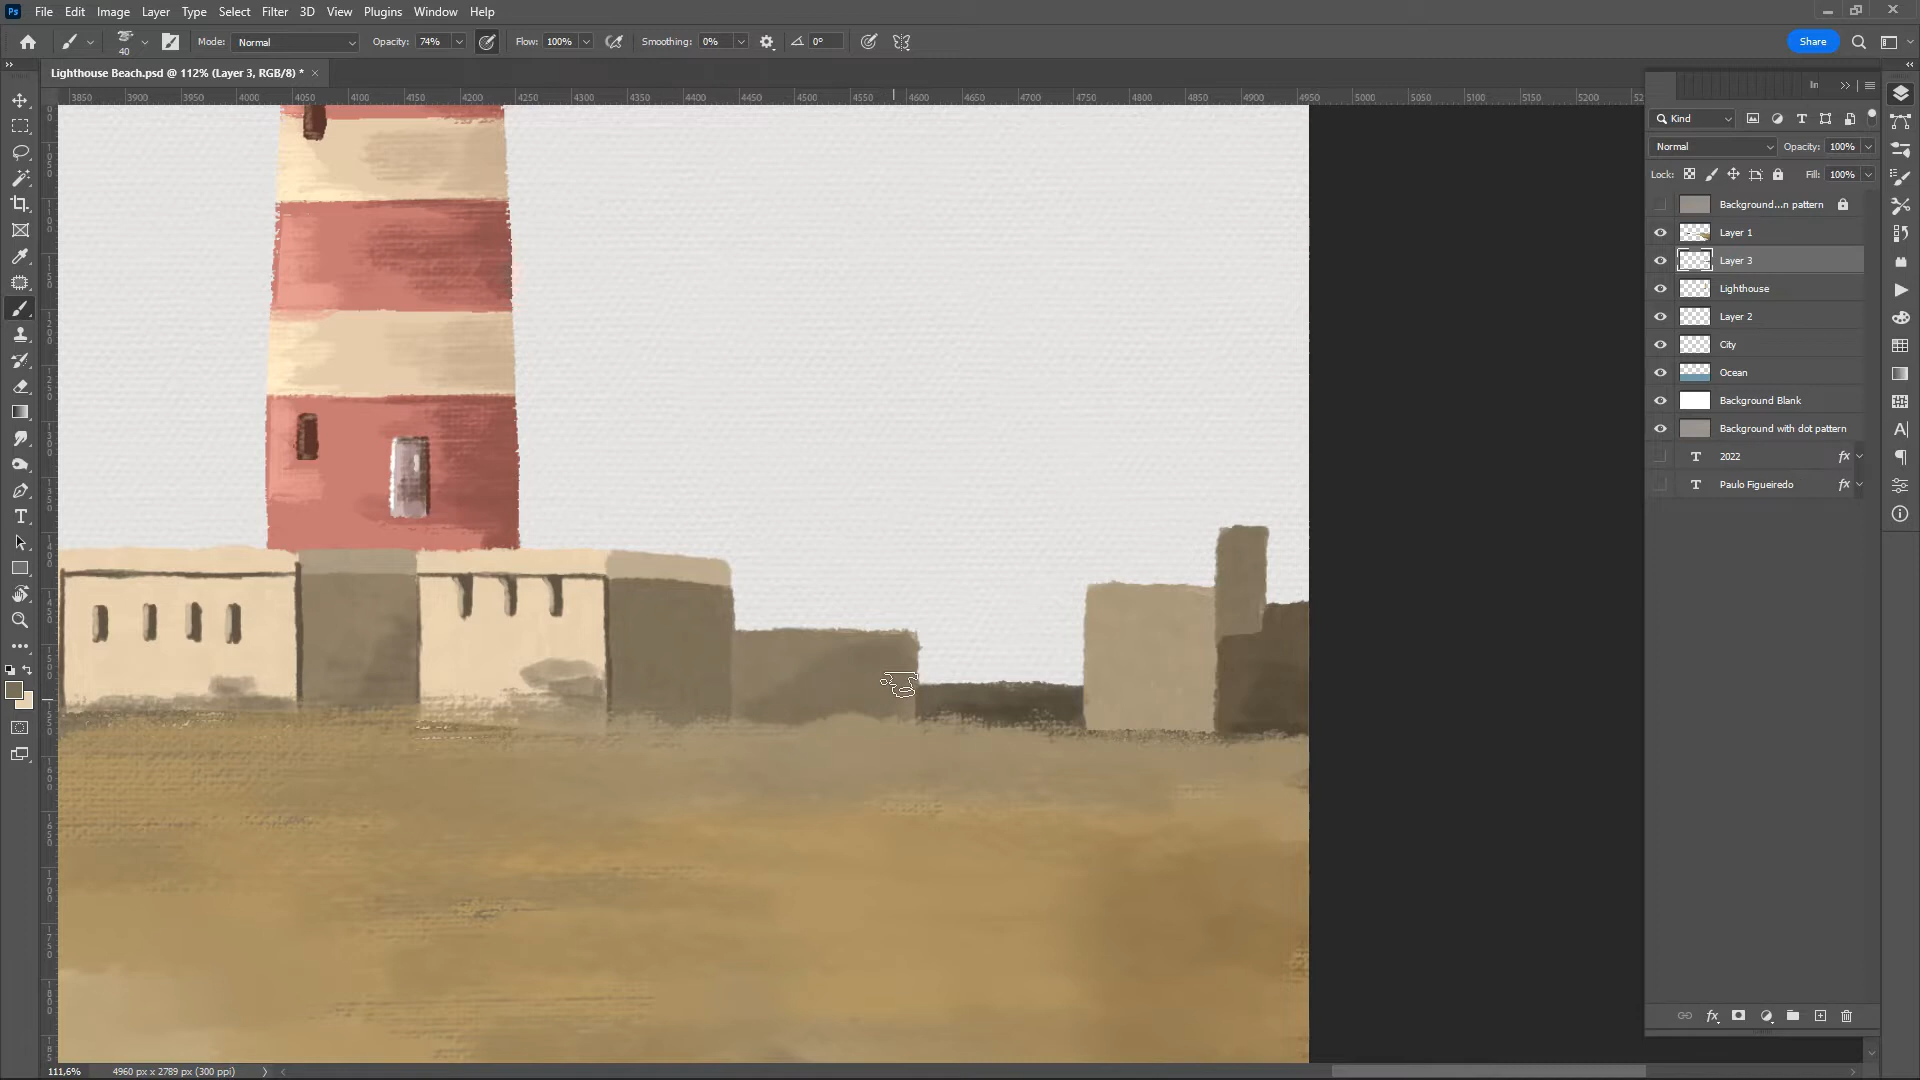 Ps File Edit Image Layer Type Select Filter 3D View Plugins Window Help
40 Mode: Normal Opacity: 74% Flow: 100% Smoothing: 0% 0° Share
Lighthouse Beach.psd @ 112% (Layer 3, RGB/8) * ×
3850 3900 4000 4050 4100 4150 4200 4250 4300 4350 4400 4450 4500 4550 4600 4650 4700 4750 4800 4850 4900 4950 5000 5050 5100 5150 5200
Kind
Normal Opacity: 100%
Lock: Fill: 100%
Background...n pattern
Layer 1
Layer 3
Lighthouse
Layer 2
City
Ocean
Background Blank
Background with dot pattern
T 2022 fx
T Paulo Figueiredo fx
111,6% 4960 px x 2789 px (300 ppi)